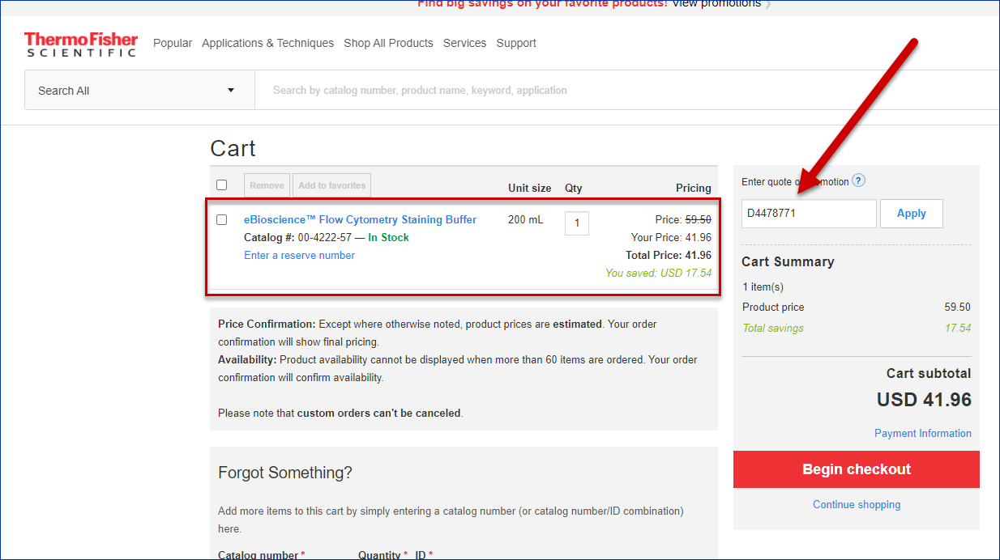 Find big savings on your favorite products! View promotions
ThermoFisher
SCIENTIFIC
Popular Applications & Techniques Shop All Products Services Support
Search All
Search by catalog number, product name, keyword, application
Cart
Remove Add to favorites
Unit size Qty Pricing
eBioscience™ Flow Cytometry Staining Buffer 200 mL 1 Price: 59.50
Catalog #: 00-4222-57 — In Stock Your Price: 41.96
Enter a reserve number Total Price: 41.96
You saved: USD 17.54
Price Confirmation: Except where otherwise noted, product prices are estimated. Your order
confirmation will show final pricing.
Availability: Product availability cannot be displayed when more than 60 items are ordered. Your order
confirmation will confirm availability.
Please note that custom orders can't be canceled.
Forgot Something?
Add more items to this cart by simply entering a catalog number (or catalog number/ID combination)
here.
Catalog number * Quantity * ID *
Enter quote ?
D4478771 Apply
Cart Summary
1 item(s)
Product price 59.50
Total savings 17.54
Cart subtotal
USD 41.96
Payment Information
Begin checkout
Continue shopping